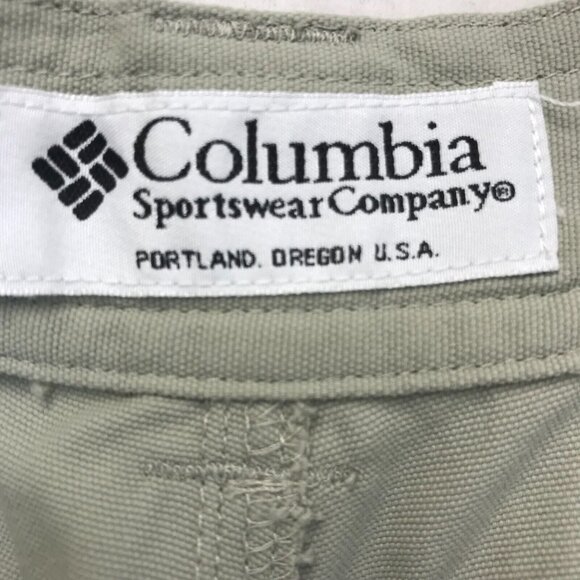 Columbia
Sportswear Company®
PORTLAND. OREGON U.S.A.